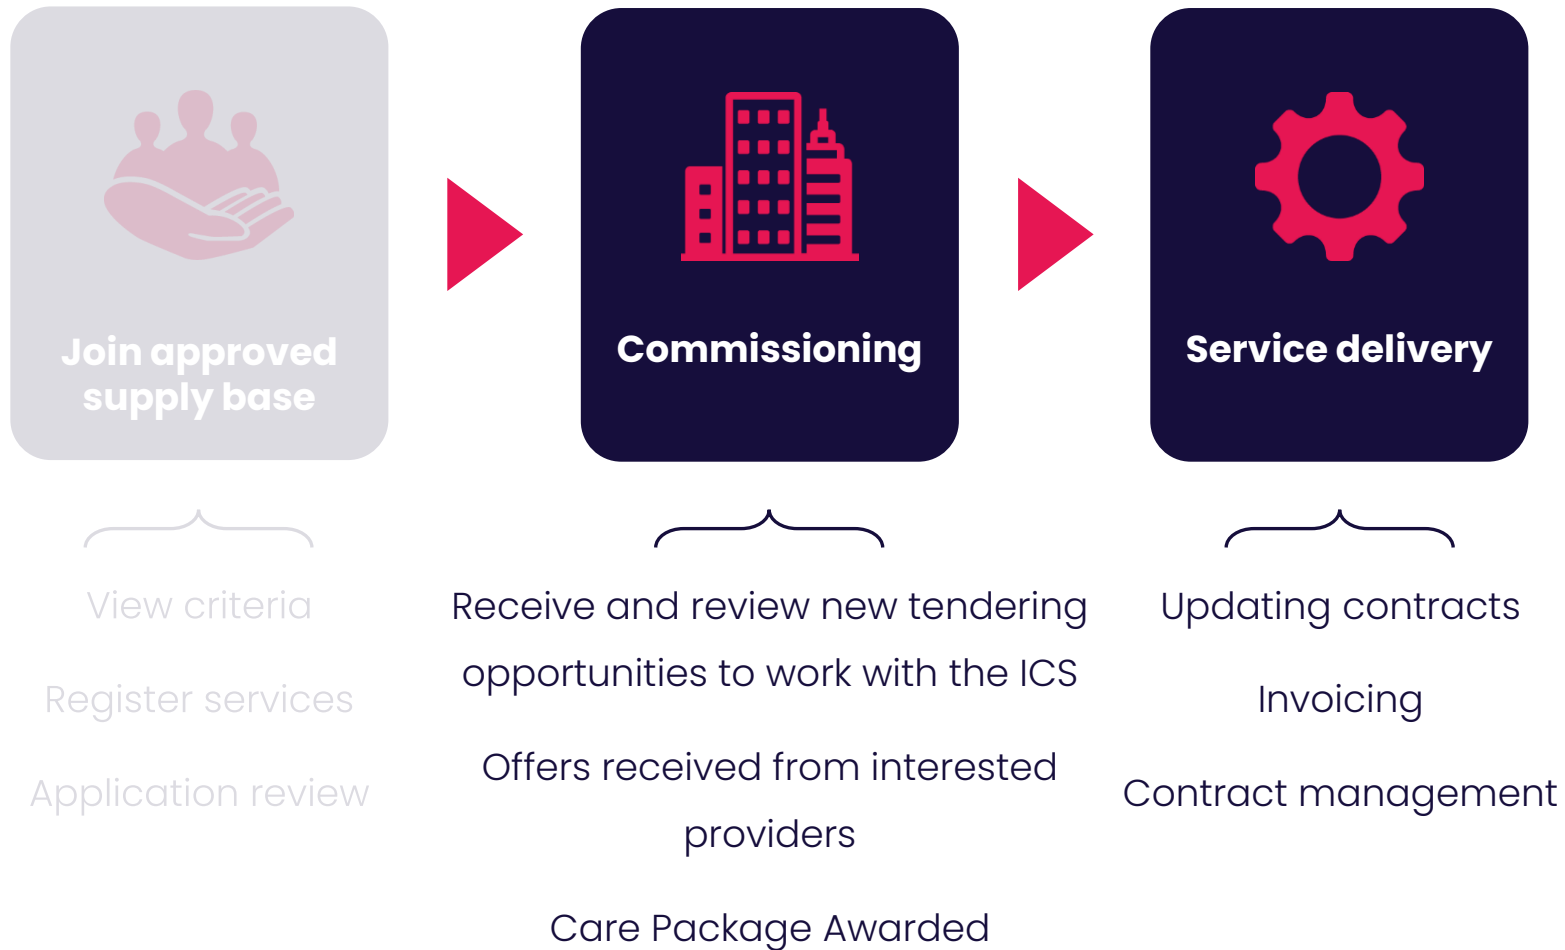 Join approved
supply base
Commissioning
Service delivery
View criteria
Register services
Application review
Receive and review new tendering
opportunities to work with the ICS
Offers received from interested
providers
Care Package Awarded
Updating contracts
Invoicing
Contract management